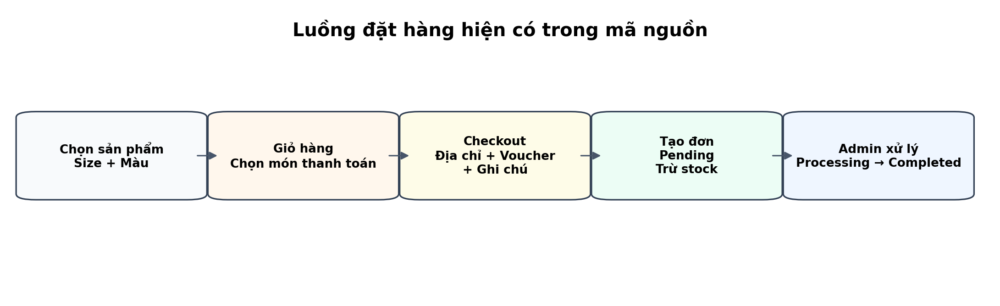 Luồng đặt hàng hiện có trong mã nguồn
Chọn sản phẩm
Size + Màu
Giỏ hàng
Chọn món thanh toán
Checkout
Địa chỉ + Voucher
+ Ghi chú
Tạo đơn
Pending
Trừ stock
Admin xử lý
Processing → Completed